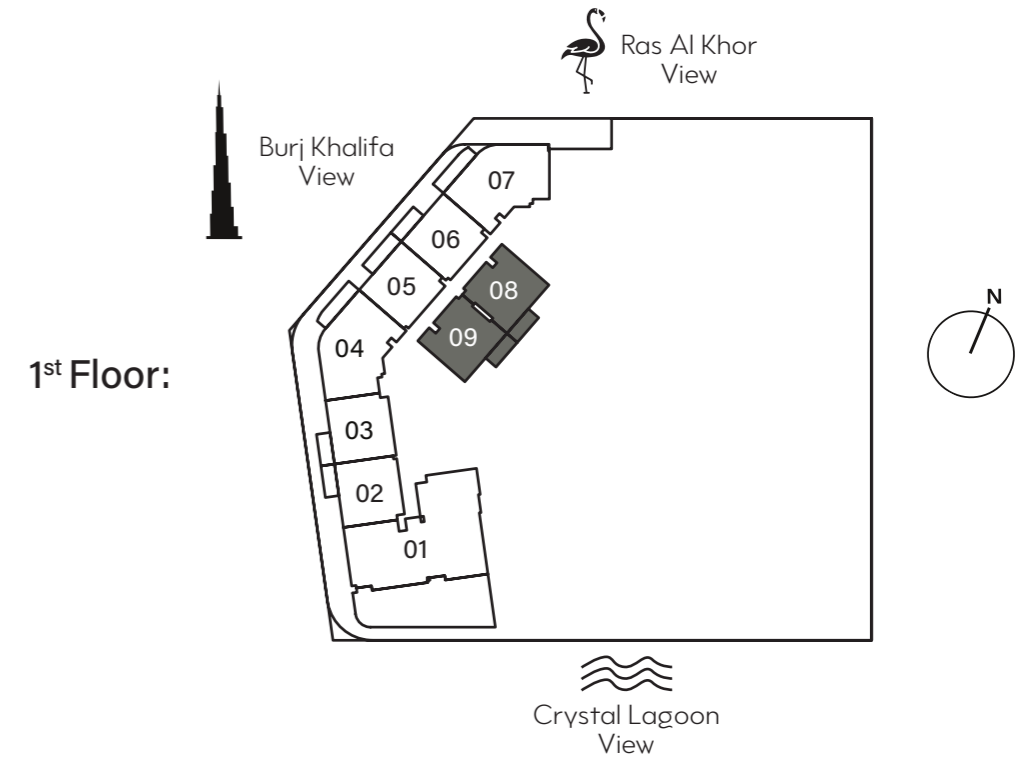 Ras Al Khor
View
Burj Khalifa
View
07
06
05
08
09
04
N
1st Floor:
03
02
01
Crystal Lagoon
View